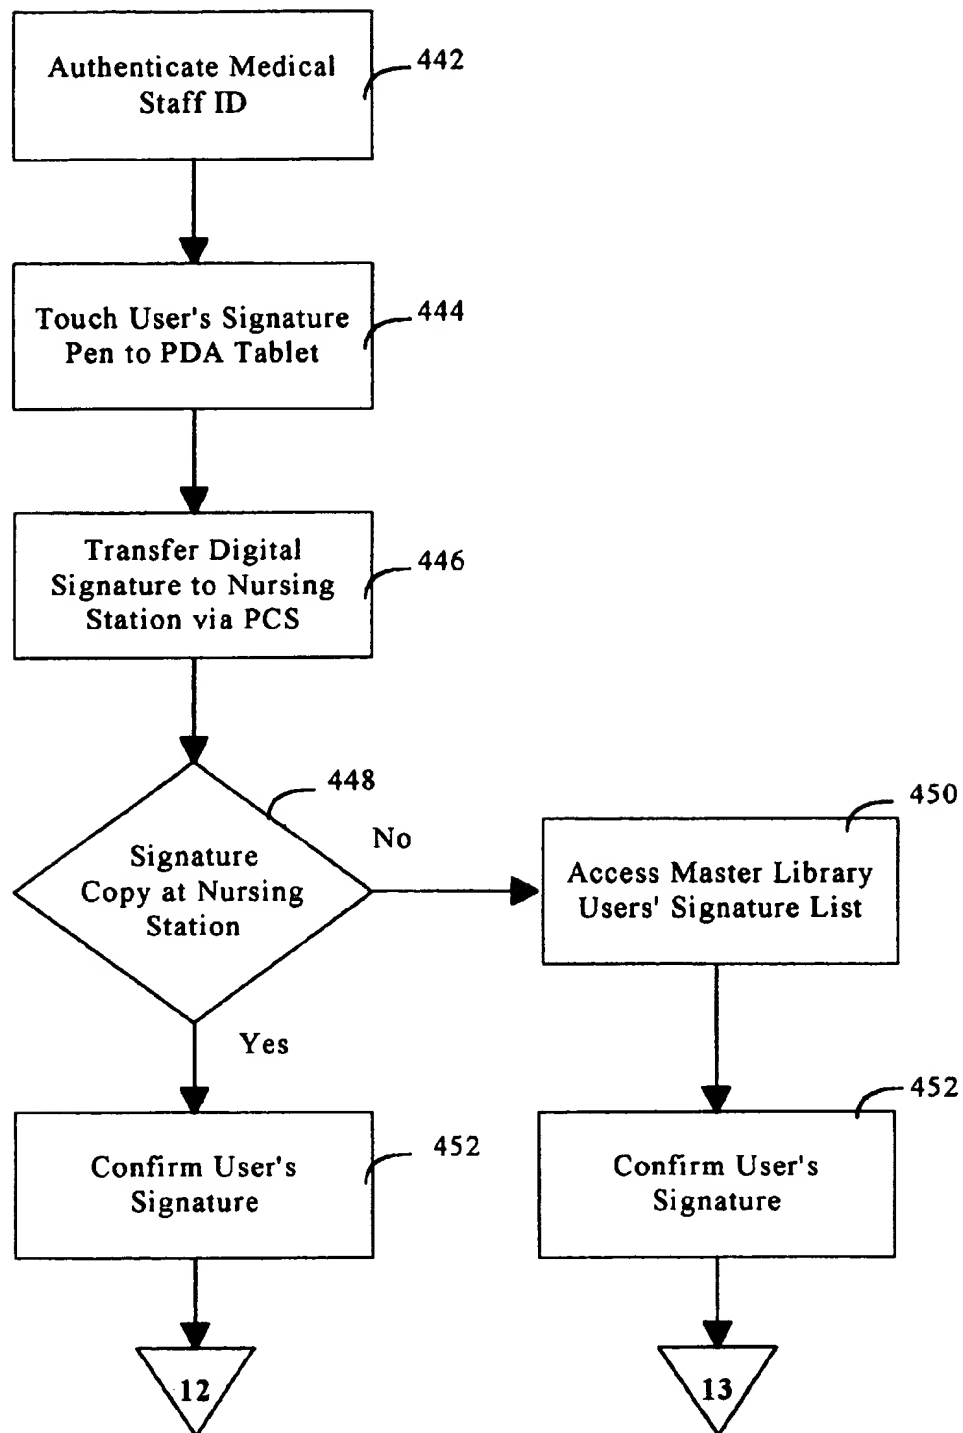 Authenticate Medical
Staff ID
442
Touch User's Signature
Pen to PDA Tablet
444
Transfer Digital
Signature to Nursing
Station via PCS
446
448
Signature
Copy at Nursing
Station
No
Yes
450
Access Master Library
Users' Signature List
Confirm User's
Signature
452
Confirm User's
Signature
452
12
13